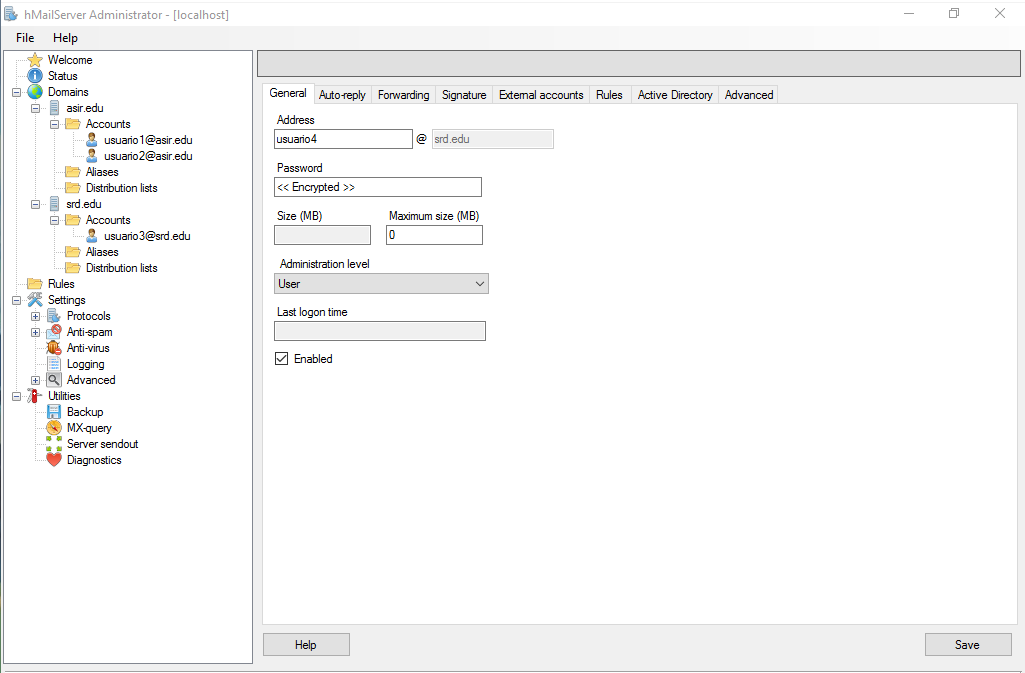 hMailServer Administrator - [localhost]
File Help
Welcome
Status
Domains
asir.edu
Accounts
usuario1@asir.edu
usuario2@asir.edu
Aliases
Distribution lists
srd.edu
Accounts
usuario3@srd.edu
Aliases
Distribution lists
Rules
Settings
Protocols
Anti-spam
Anti-virus
Logging
Advanced
Utilities
Backup
MX-query
Server sendout
Diagnostics
General Auto-reply Forwarding Signature External accounts Rules Active Directory Advanced
Address
usuario4 @ srd.edu
Password
<< Encrypted >>
Size (MB) Maximum size (MB)
0
Administration level
User
Last logon time
Enabled
Help Save